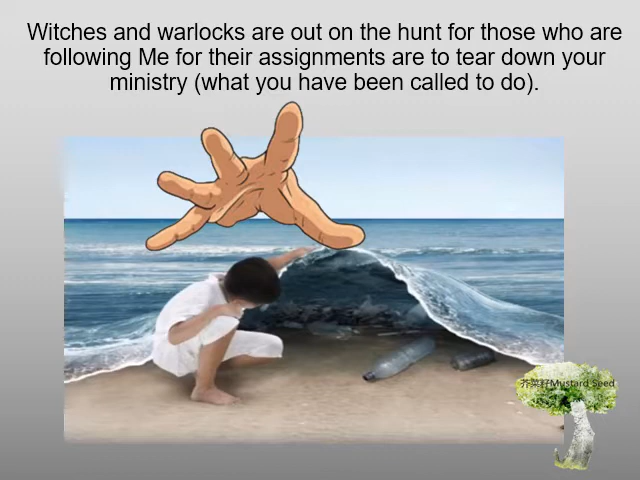 Witches and warlocks are out on the hunt for those who are
following Me for their assignments are to tear down your
ministry (what you have been called to do).
芥菜籽Mustard Seed